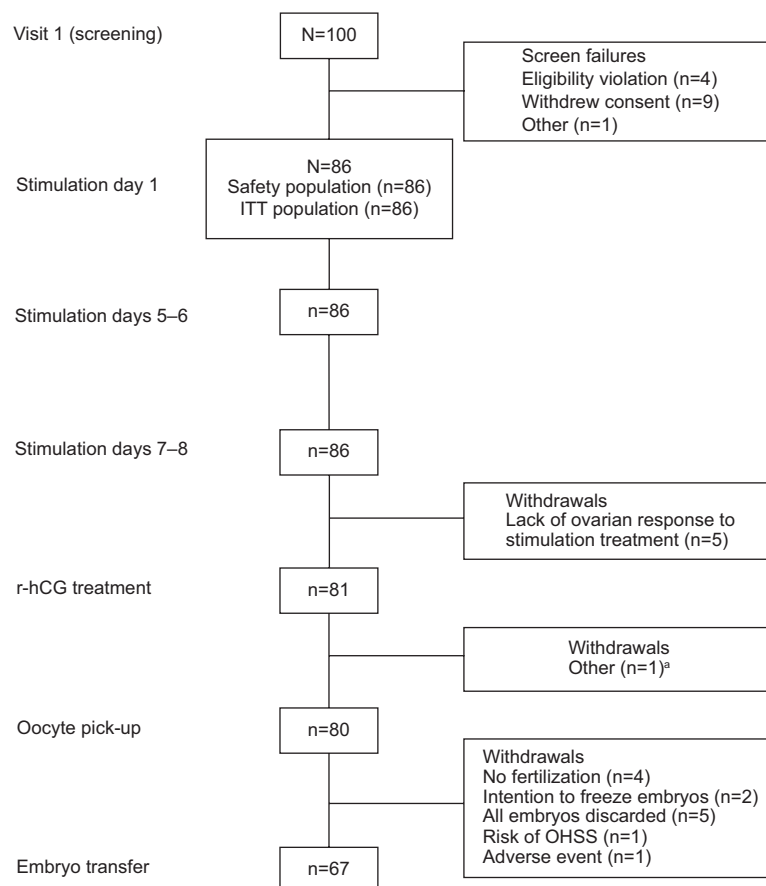 Visit 1 (screening)
N=100
Screen failures
Eligibility violation (n=4)
Withdrew consent (n=9)
Other (n=1)
Stimulation day 1
N=86
Safety population (n=86)
ITT population (n=86)
Stimulation days 5–6
n=86
Stimulation days 7–8
n=86
Withdrawals
Lack of ovarian response to
stimulation treatment (n=5)
r-hCG treatment
n=81
Withdrawals
Other (n=1)ᵃ
Oocyte pick-up
n=80
Withdrawals
No fertilization (n=4)
Intention to freeze embryos (n=2)
All embryos discarded (n=5)
Risk of OHSS (n=1)
Adverse event (n=1)
Embryo transfer
n=67